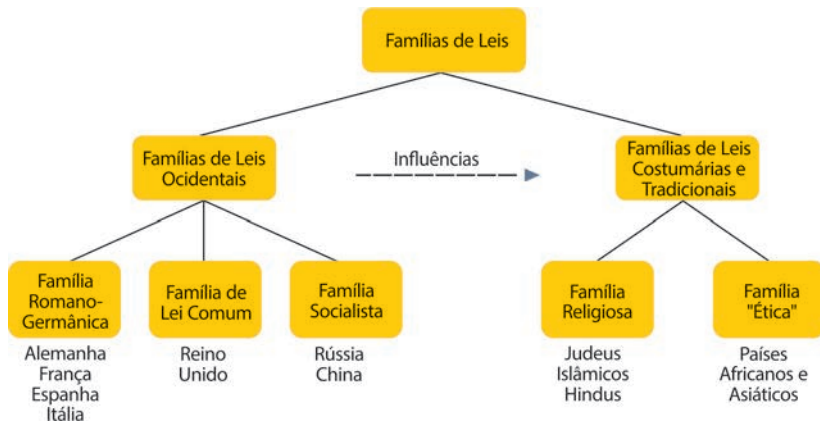 Famílias de Leis
Famílias de Leis
Ocidentais
Influências
Famílias de Leis
Costumárias e
Tradicionais
Família
Romano-
Germânica
Família de
Lei Comum
Família
Socialista
Família
Religiosa
Família
"Ética"
Alemanha
França
Espanha
Itália
Reino
Unido
Rússia
China
Judeus
Islâmicos
Hindus
Países
Africanos e
Asiáticos